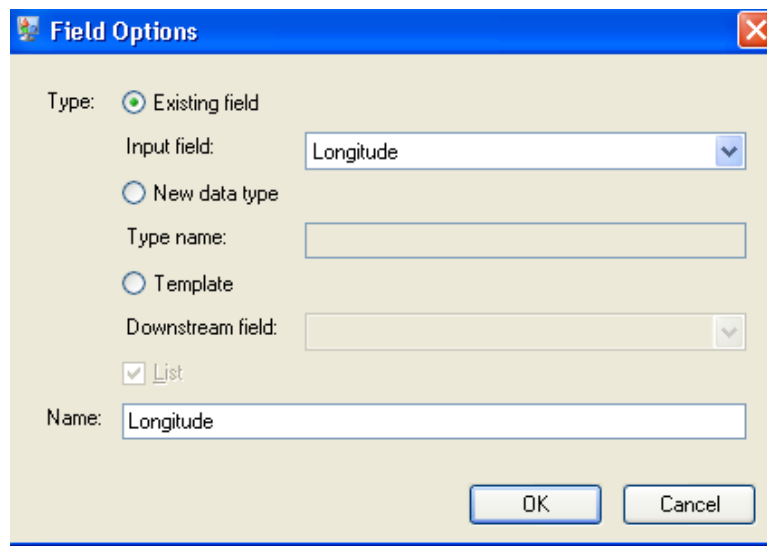 Field Options
Type: Existing field
Input field: Longitude
New data type
Type name:
Template
Downstream field:
List
Name: Longitude
OK Cancel